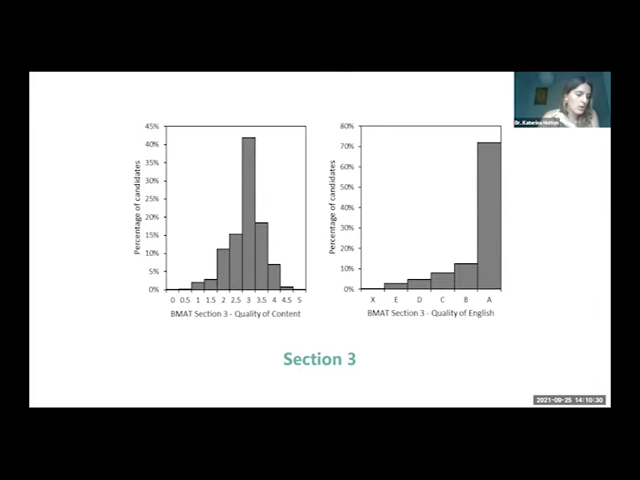 Dr. Katerina
45%
40%
35%
30%
25%
20%
15%
10%
5%
0%
Percentage of candidates
0 0.5 1 1.5 2 2.5 3 3.5 4 4.5 5
BMAT Section 3 - Quality of Content
80%
70%
60%
50%
40%
30%
20%
10%
0%
Percentage of candidates
X E D C B A
BMAT Section 3 - Quality of English
Section 3
2021-09-25 14:10:30